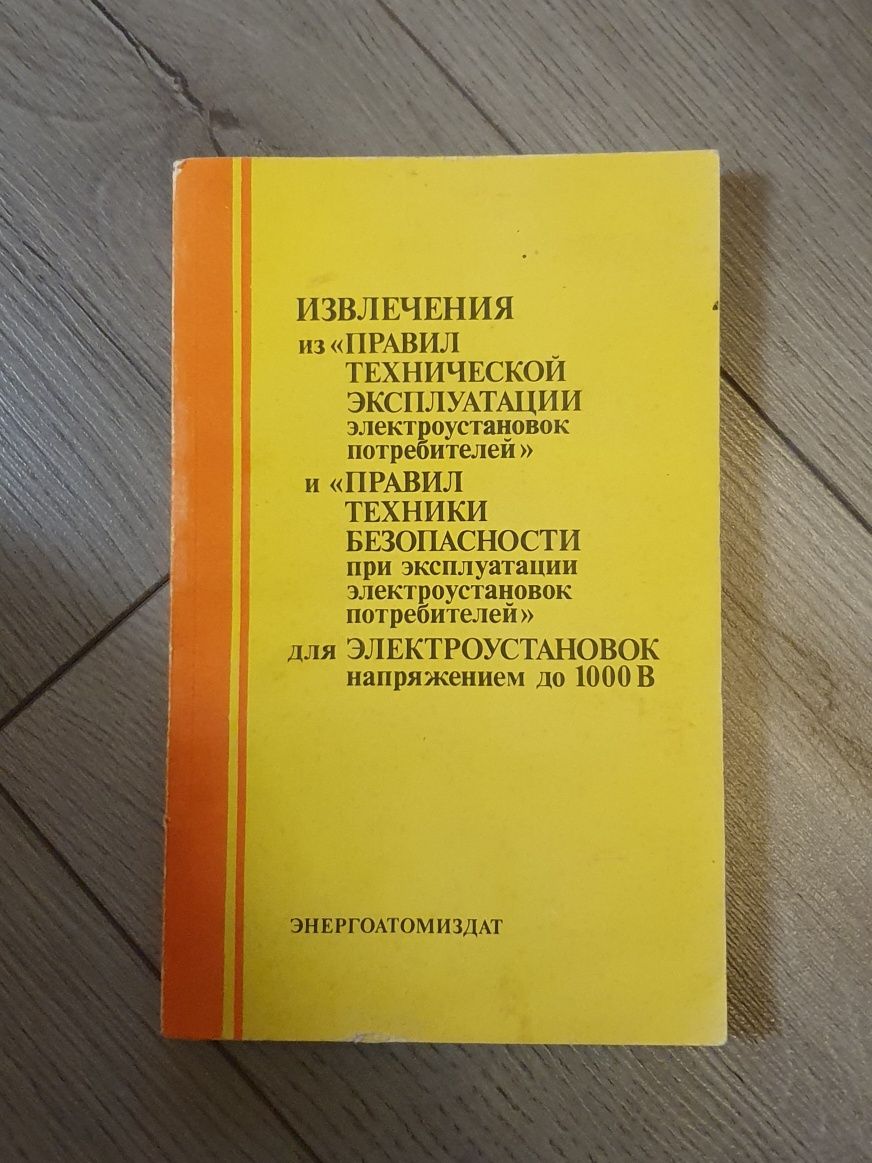 ИЗВЛЕЧЕНИЯ
из «ПРАВИЛ
ТЕХНИЧЕСКОЙ
ЭКСПЛУАТАЦИИ
электроустановок
потребителей»
и «ПРАВИЛ
ТЕХНИКИ
БЕЗОПАСНОСТИ
при эксплуатации
электроустановок
потребителей»
для ЭЛЕКТРОУСТАНОВОК
напряжением до 1000 В
ЭНЕРГОАТОМИЗДАТ